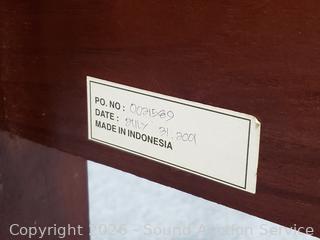 PO. NO : 0021589
DATE : JULY 31, 2001
MADE IN INDONESIA
Copyright 2026 - Sound Auction Service